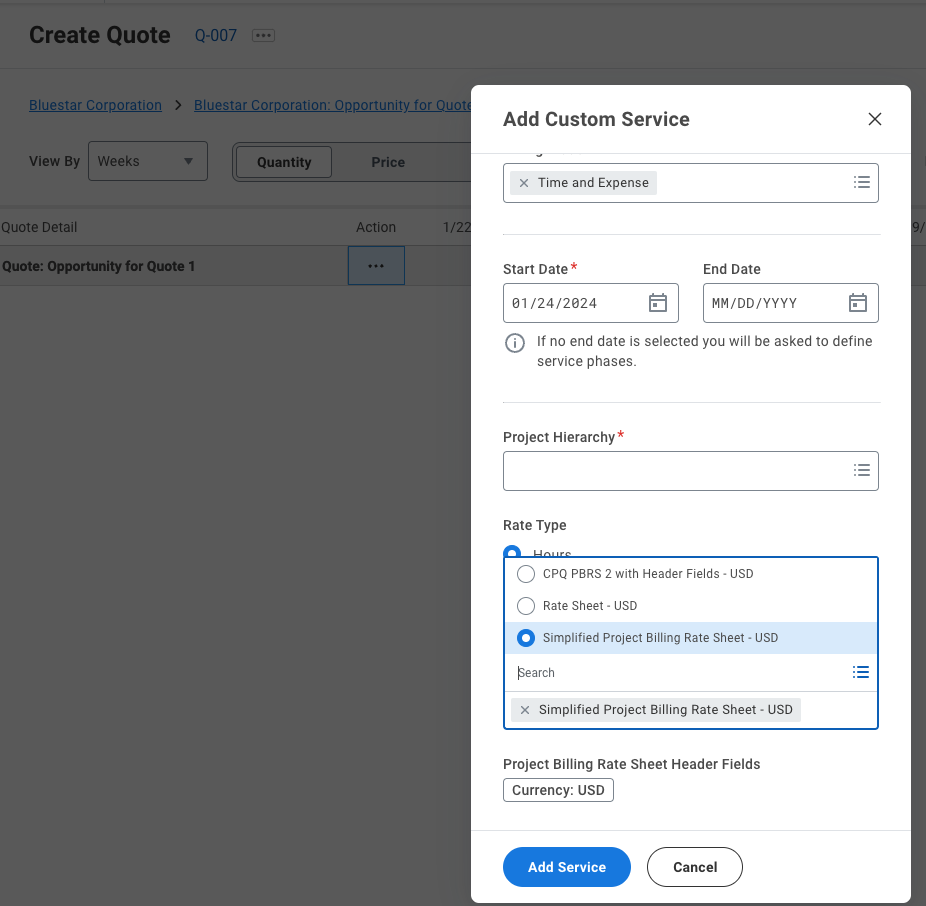 Create Quote Q-007
Bluestar Corporation Bluestar Corporation: Opportunity for Quote
View By Weeks Quantity Price
Quote Detail Action 1/22 9/
Quote: Opportunity for Quote 1
Add Custom Service
Time and Expense
Start Date* End Date
01/24/2024 MM/DD/YYYY
If no end date is selected you will be asked to define
service phases.
Project Hierarchy*
Rate Type
Hours
CPQ PBRS 2 with Header Fields - USD
Rate Sheet - USD
Simplified Project Billing Rate Sheet - USD
Search
Simplified Project Billing Rate Sheet - USD
Project Billing Rate Sheet Header Fields
Currency: USD
Add Service Cancel